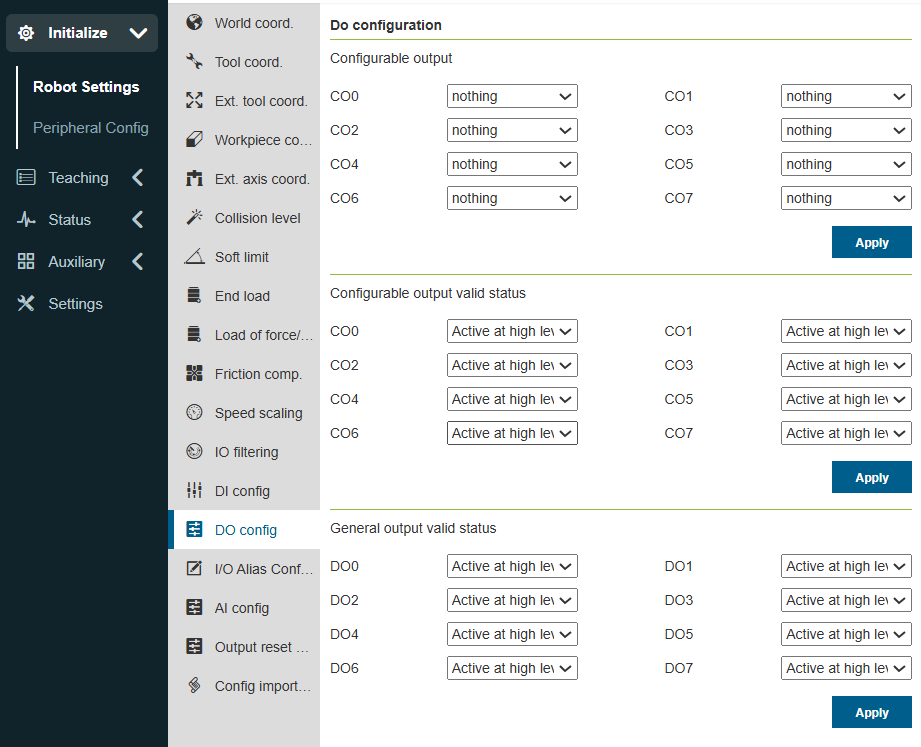 Initialize
Robot Settings
Peripheral Config
Teaching
Status
Auxiliary
Settings
World coord.
Tool coord.
Ext. tool coord.
Workpiece co...
Ext. axis coord.
Collision level
Soft limit
End load
Load of force/...
Friction comp.
Speed scaling
IO filtering
DI config
DO config
I/O Alias Conf...
AI config
Output reset ...
Config import...
Do configuration
Configurable output
CO0 nothing CO1 nothing
CO2 nothing CO3 nothing
CO4 nothing CO5 nothing
CO6 nothing CO7 nothing
Apply
Configurable output valid status
CO0 Active at high lev CO1 Active at high lev
CO2 Active at high lev CO3 Active at high lev
CO4 Active at high lev CO5 Active at high lev
CO6 Active at high lev CO7 Active at high lev
Apply
General output valid status
DO0 Active at high lev DO1 Active at high lev
DO2 Active at high lev DO3 Active at high lev
DO4 Active at high lev DO5 Active at high lev
DO6 Active at high lev DO7 Active at high lev
Apply